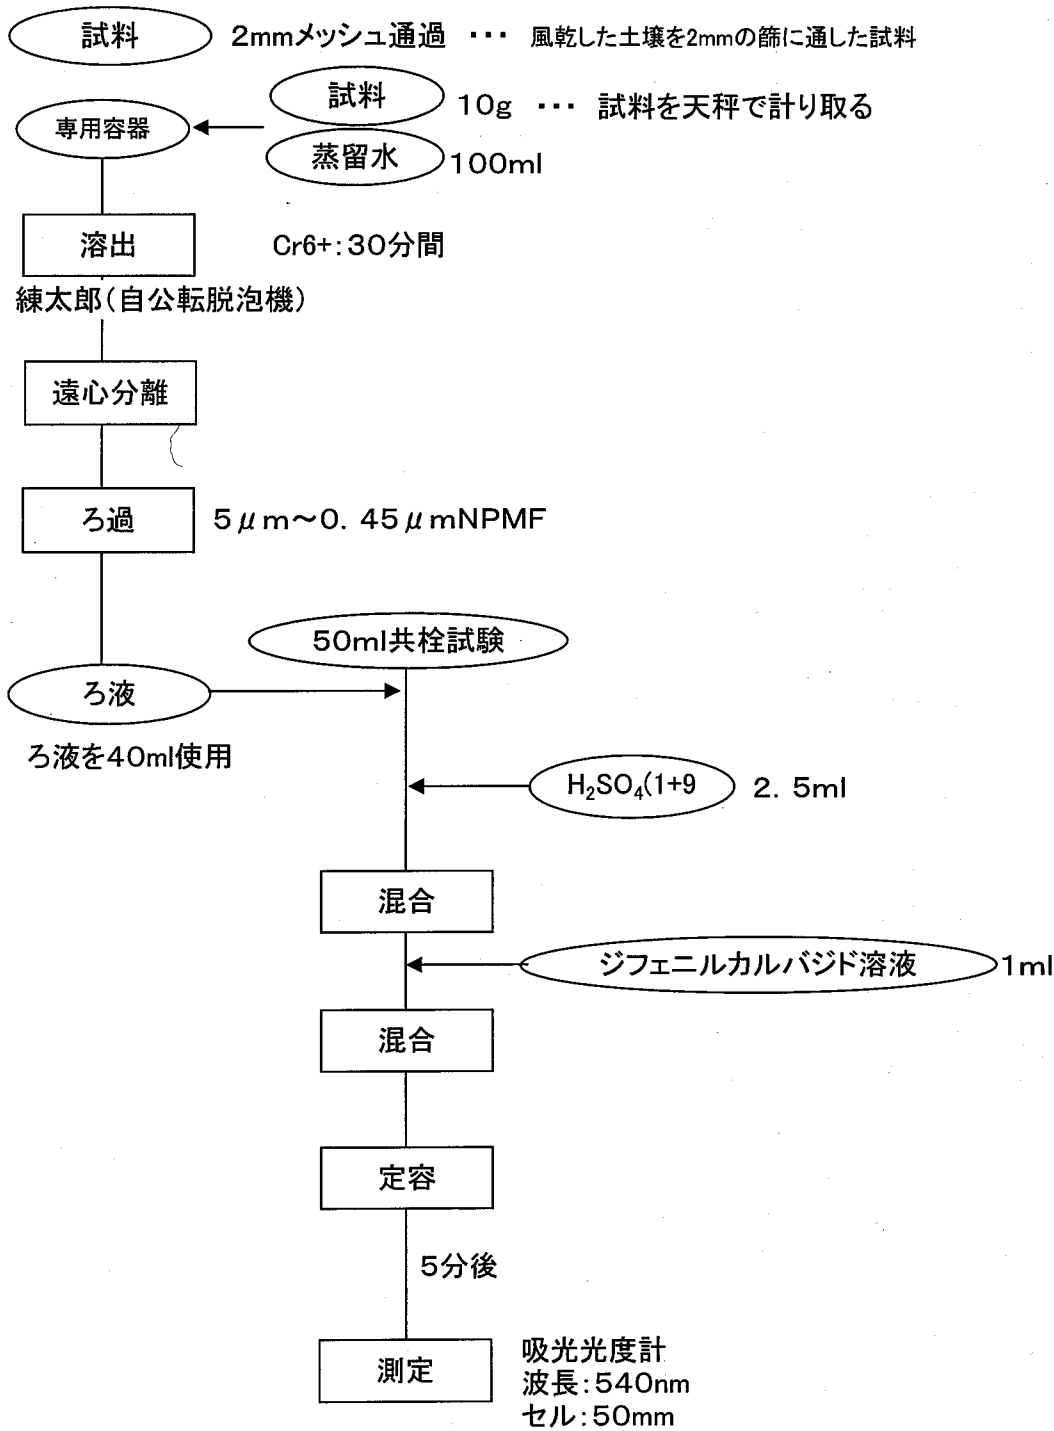 試料 2mmメッシュ通過 ・・・ 風乾した土壌を2mmの篩に通した試料
試料 10g ・・・ 試料を天秤で計り取る
専用容器
蒸留水 100ml
溶出 Cr6+:30分間
練太郎(自公転脱泡機)
遠心分離
ろ過 5μm~0.45μmNPMF
50ml共栓試験
ろ液
ろ液を40ml使用
H₂SO₄(1+9 2.5ml
混合
ジフェニルカルバジド溶液 1ml
混合
定容
5分後
測定
吸光光度計
波長:540nm
セル:50mm